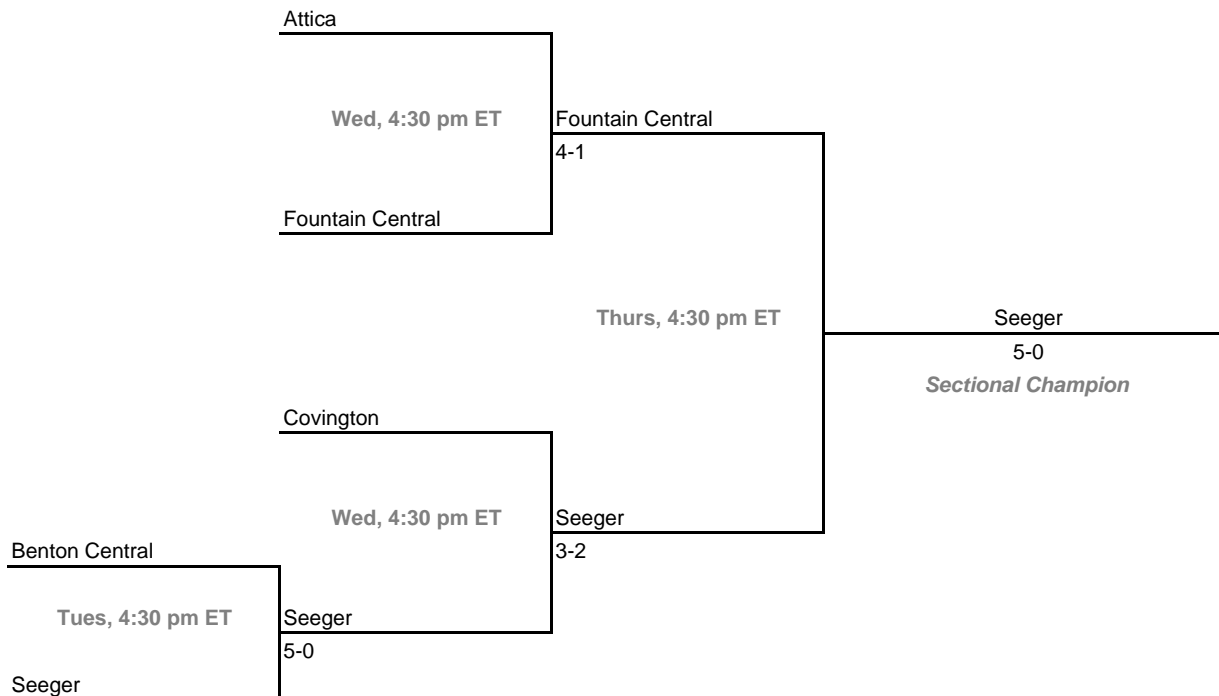 Attica
Wed, 4:30 pm ET
Fountain Central
4-1
Fountain Central
Thurs, 4:30 pm ET
Seeger
5-0
Sectional Champion
Covington
Wed, 4:30 pm ET
Seeger
3-2
Benton Central
Tues, 4:30 pm ET
Seeger
5-0
Seeger